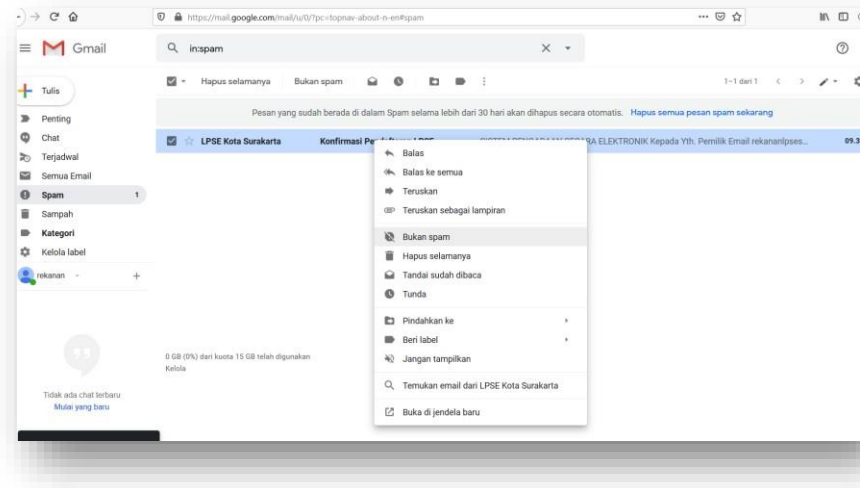 https://mail.google.com/mail/u/0/?pc=topnav-about-n-en#spam
Gmail
in:spam
Tulis
Hapus selamanya Bukan spam
1–1 dari 1
Pesan yang sudah berada di dalam Spam selama lebih dari 30 hari akan dihapus secara otomatis. Hapus semua pesan spam sekarang
Penting
Chat
Terjadwal
Semua Email
Spam 1
Sampah
Kategori
Kelola label
rekanan
LPSE Kota Surakarta Konfirmasi ELEKTRONIK Kepada Yth. Pemilik Email rekananlpses...
Balas
Balas ke semua
Teruskan
Teruskan sebagai lampiran
Bukan spam
Hapus selamanya
Tandai sudah dibaca
Tunda
Pindahkan ke
Beri label
Jangan tampilkan
Temukan email dari LPSE Kota Surakarta
Buka di jendela baru
0 GB (0%) dari kuota 15 GB telah digunakan
Kelola
Tidak ada chat terbaru
Mulai yang baru